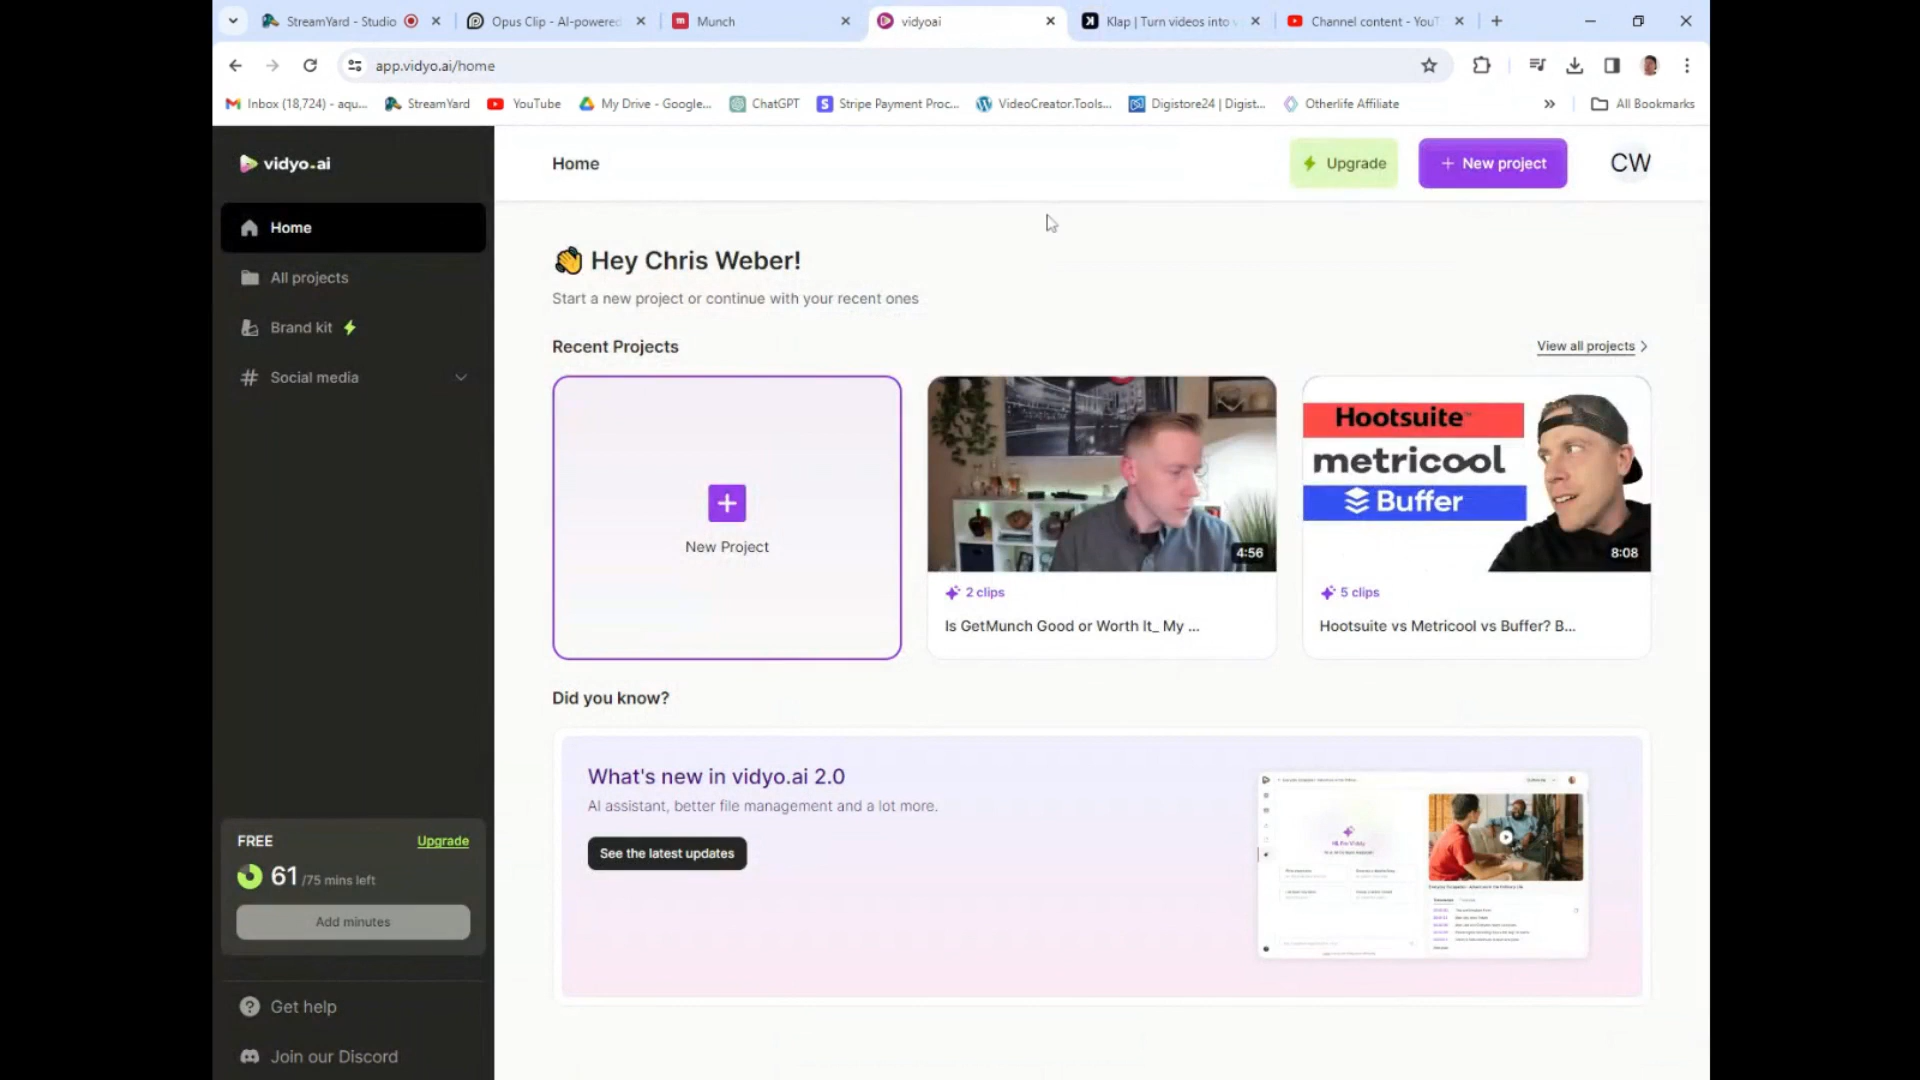 StreamYard - Studio
Opus Clip - AI-powered
Munch
vidyoai
Klap | Turn videos into v
Channel content - YouT
app.vidyo.ai/home
Inbox (18,724) - aqu...
StreamYard
YouTube
My Drive - Google...
ChatGPT
Stripe Payment Proc...
VideoCreator.Tools...
Digistore24 | Digist...
Otherlife Affiliate
»
All Bookmarks
vidyo.ai
Home
Upgrade
+ New project
CW
Home
All projects
Brand kit
Social media
Hey Chris Weber!
Start a new project or continue with your recent ones
Recent Projects
View all projects
New Project
4:56
2 clips
Is GetMunch Good or Worth It_ My ...
Hootsuite
metricool
Buffer
8:08
5 clips
Hootsuite vs Metricool vs Buffer? B...
Did you know?
What's new in vidyo.ai 2.0
AI assistant, better file management and a lot more.
See the latest updates
FREE
Upgrade
61 /75 mins left
Add minutes
Get help
Join our Discord